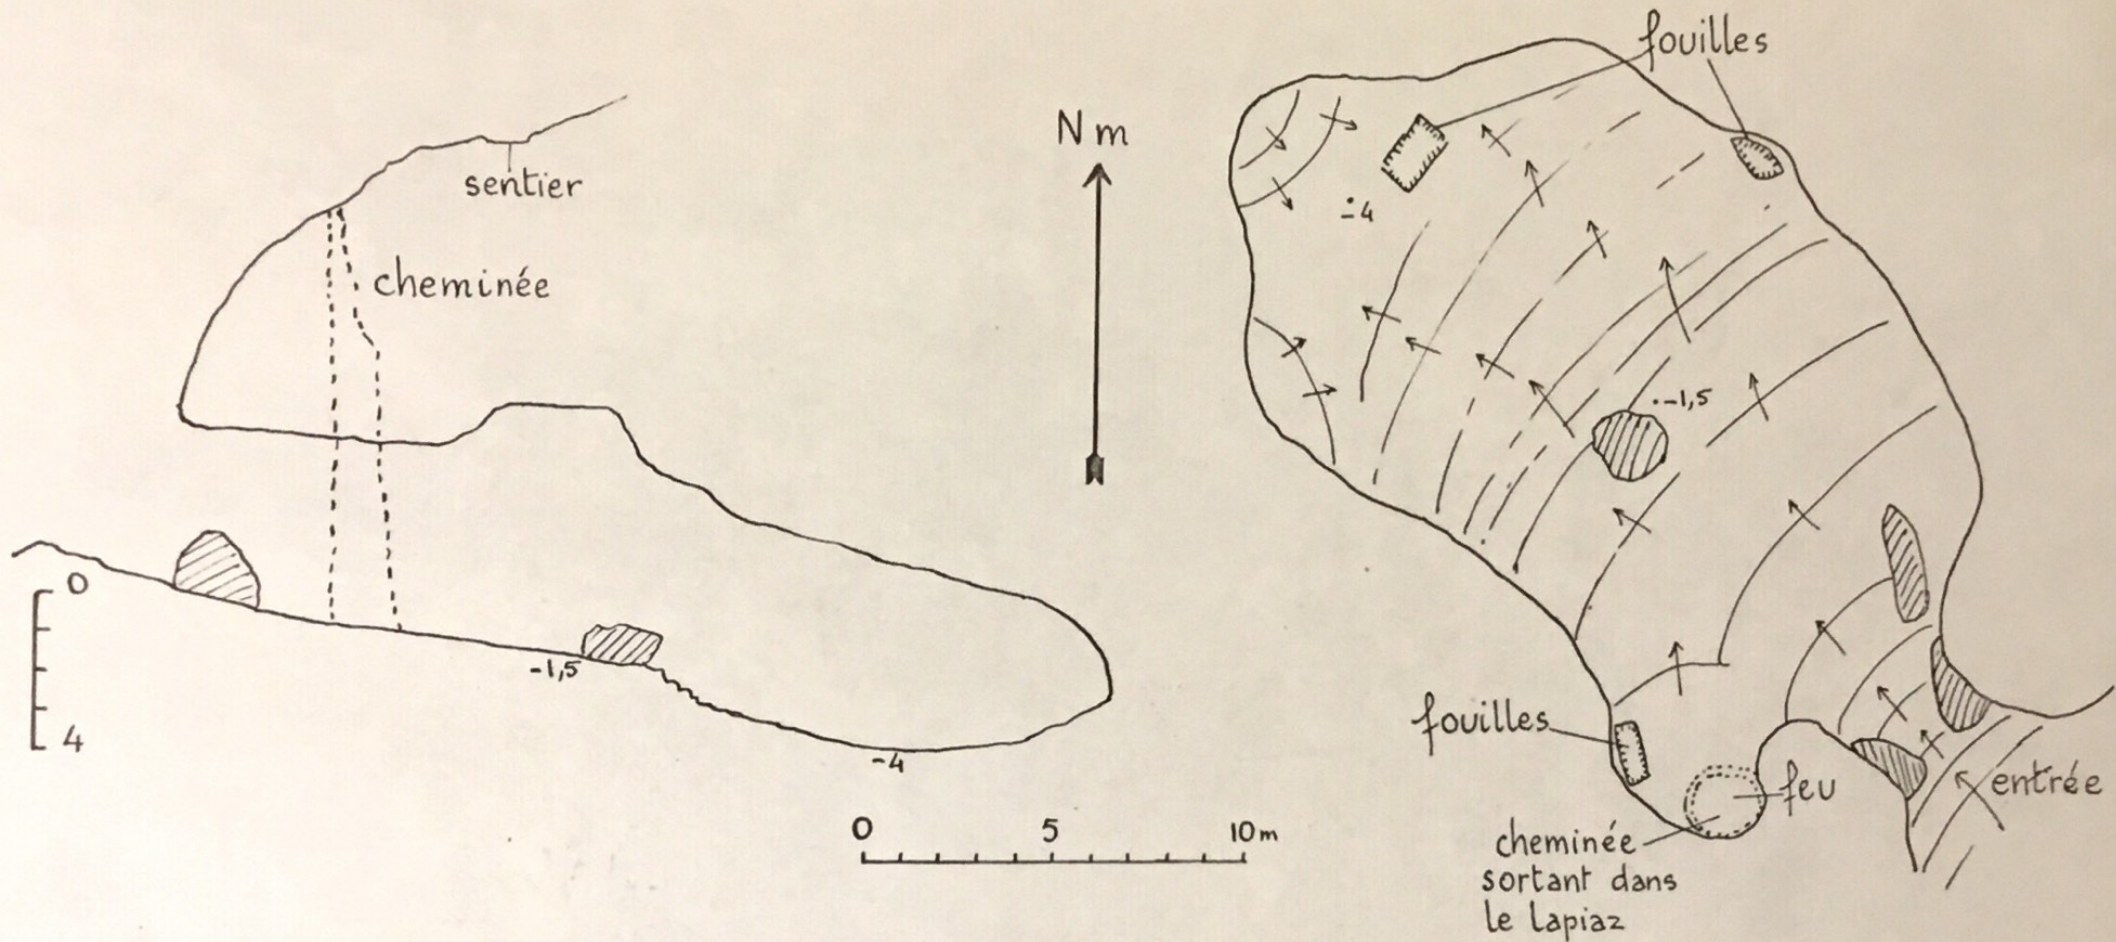 sentier
cheminée
0
4
-1,5
-4
Nm
0 5 10m
fouilles
-4
.-1,5
fouilles
feu
entrée
cheminée
sortant dans
le lapiaz